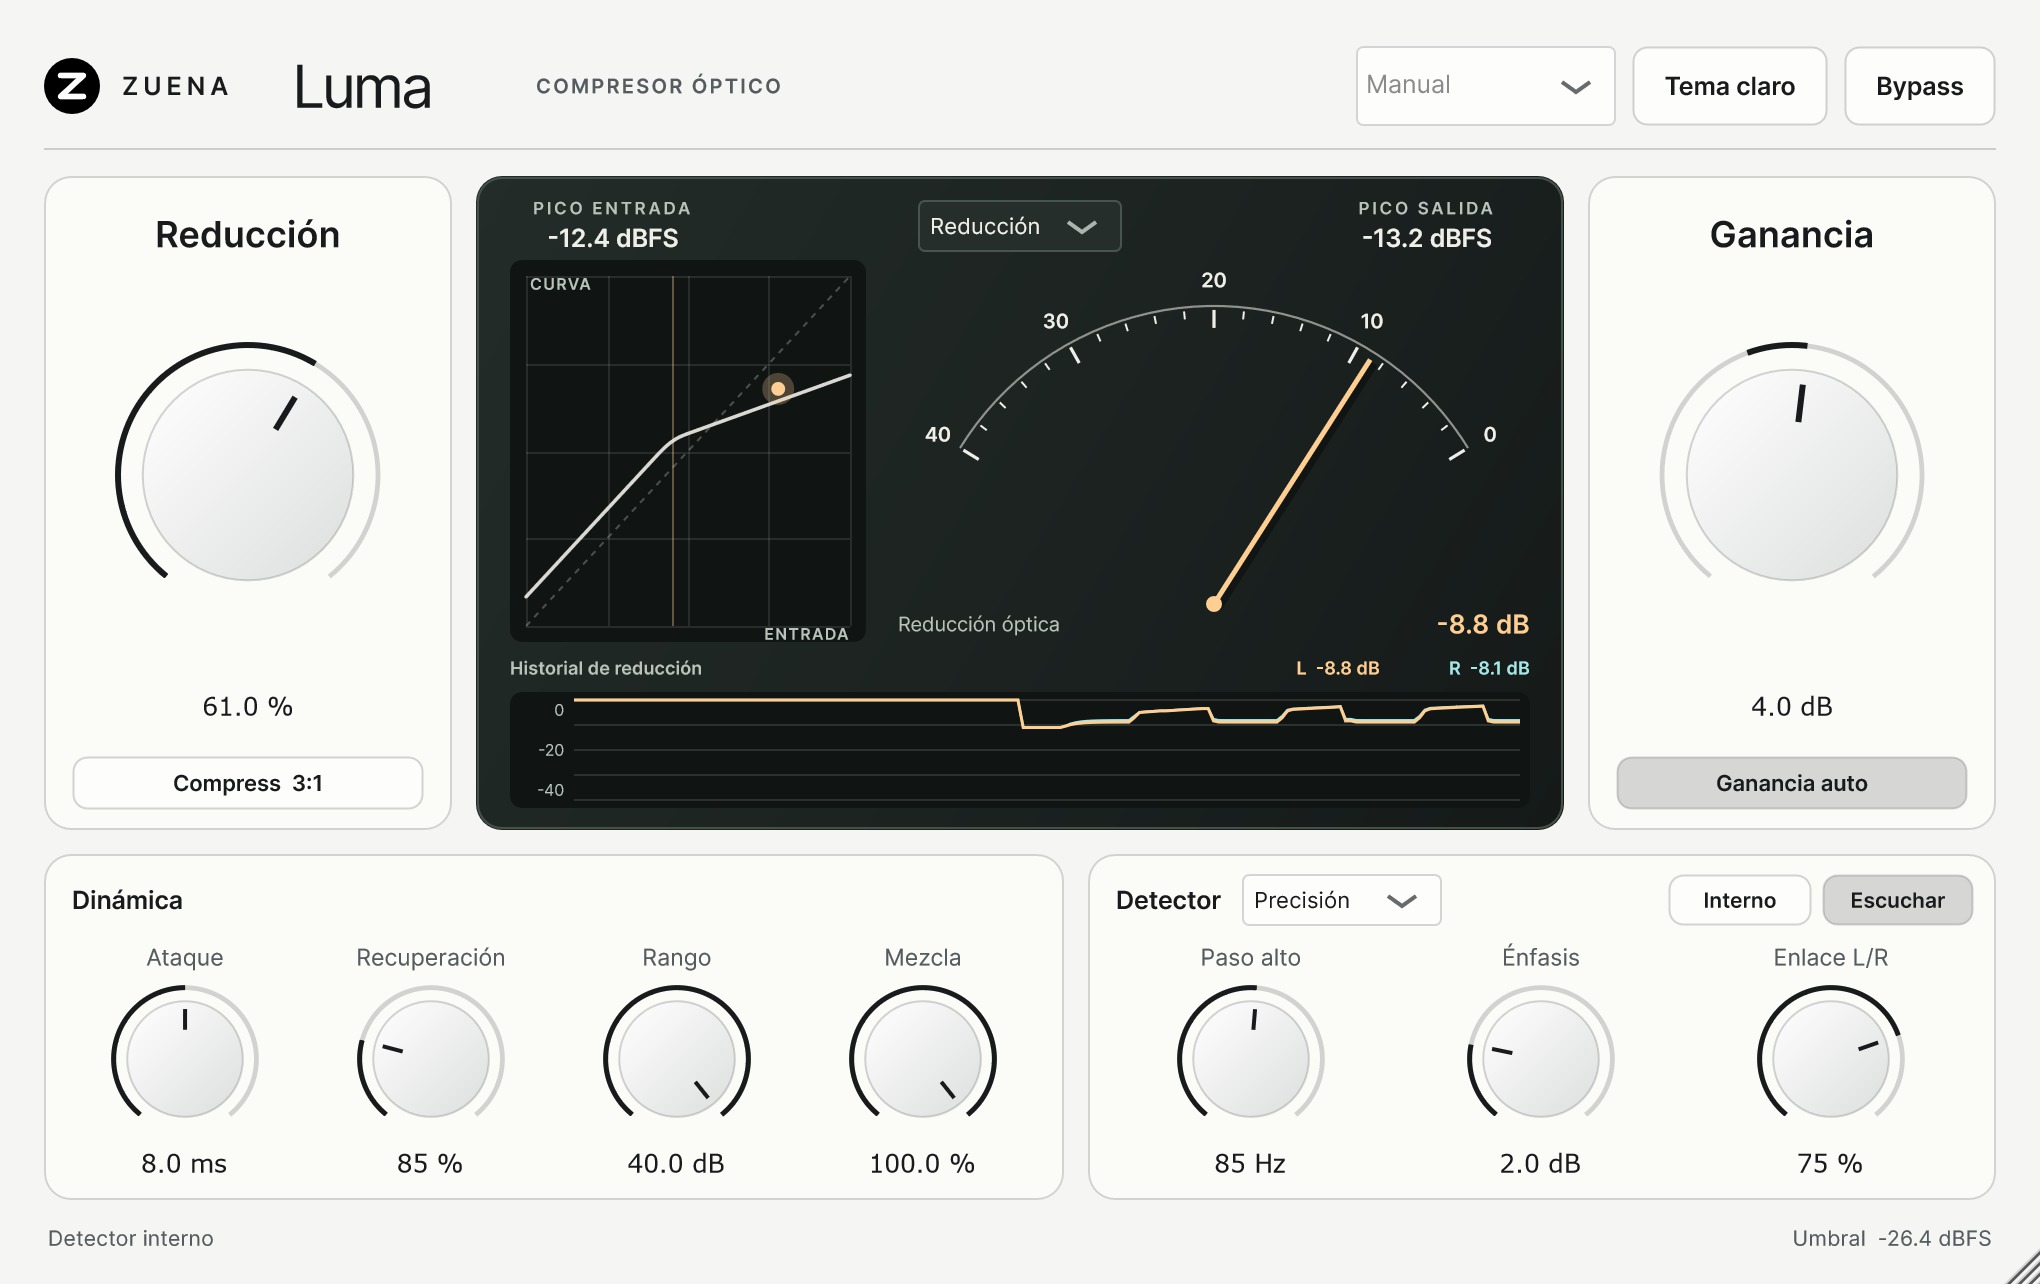 Z ZUENA Luma COMPRESOR ÓPTICO Manual Tema claro Bypass
Reducción
61.0 %
Compress 3:1
PICO ENTRADA
-12.4 dBFS
Reducción
PICO SALIDA
-13.2 dBFS
CURVA
ENTRADA
40 30 20 10 0
Reducción óptica -8.8 dB
Historial de reducción L -8.8 dB R -8.1 dB
0
-20
-40
Ganancia
4.0 dB
Ganancia auto
Dinámica
Ataque Recuperación Rango Mezcla
8.0 ms 85 % 40.0 dB 100.0 %
Detector Precisión Interno Escuchar
Paso alto Énfasis Enlace L/R
85 Hz 2.0 dB 75 %
Detector interno Umbral -26.4 dBFS